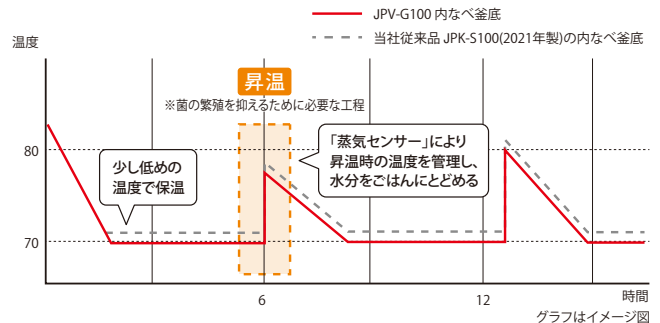 JPV-G100 内なべ釜底
当社従来品 JPK-S100(2021年製)の内なべ釜底
温度
昇温
※菌の繁殖を抑えるために必要な工程
80
少し低めの
温度で保温
「蒸気センサー」により
昇温時の温度を管理し、
水分をごはんにとどめる
70
6
12
時間
グラフはイメージ図